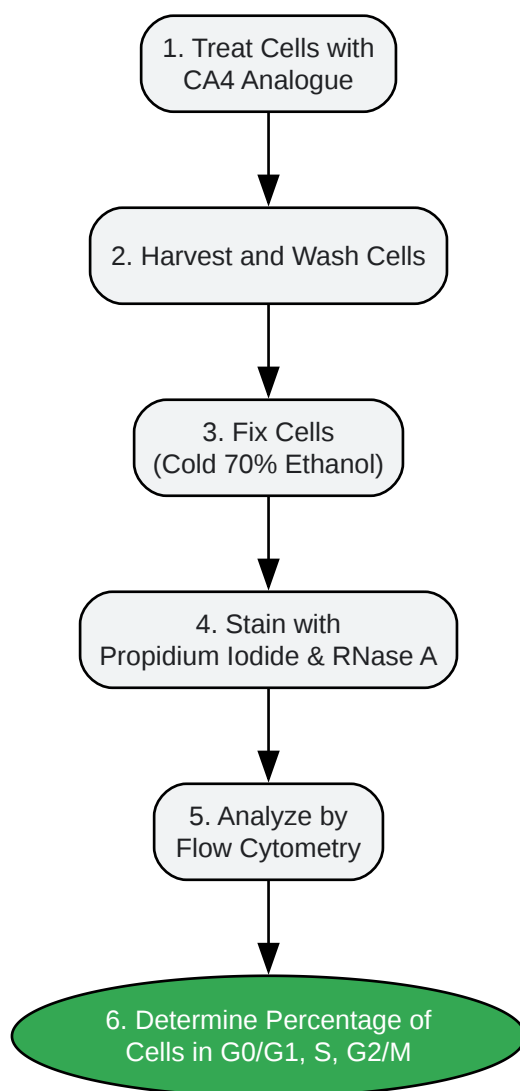 1. Treat Cells with
CA4 Analogue
2. Harvest and Wash Cells
3. Fix Cells
(Cold 70% Ethanol)
4. Stain with
Propidium Iodide & RNase A
5. Analyze by
Flow Cytometry
6. Determine Percentage of
Cells in G0/G1, S, G2/M